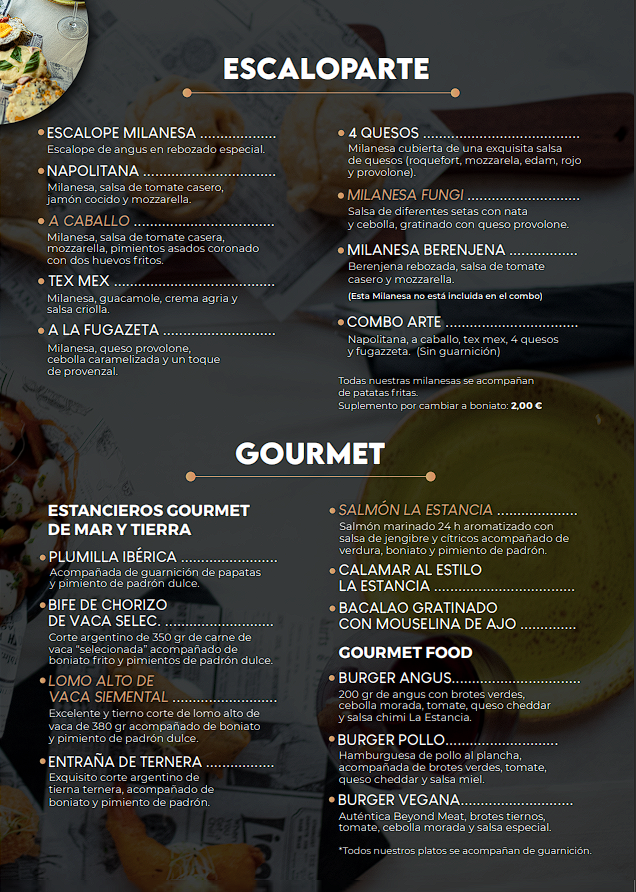 ESCALOPARTE
ESCALOPE MILANESA ...................
Escalope de angus en rebozado especial.
NAPOLITANA .................................
Milanesa, salsa de tomate casero,
jamón cocido y mozzarella.
A CABALLO ...................................
Milanesa, salsa de tomate casera,
mozzarella, pimientos asados coronado
con dos huevos fritos.
TEX MEX ........................................
Milanesa, guacamole, crema agria y
salsa criolla.
A LA FUGAZETA ............................
Milanesa, queso provolone,
cebolla caramelizada y un toque
de provenzal.
4 QUESOS .......................................
Milanesa cubierta de una exquisita salsa
de quesos (roquefort, mozzarela, edam, rojo
y provolone).
MILANESA FUNGI ............................
Salsa de diferentes setas con nata
y cebolla, gratinado con queso provolone.
MILANESA BERENJENA .................
Berenjena rebozada, salsa de tomate
casero y mozzarella.
(Esta Milanesa no está incluida en el combo)
COMBO ARTE .................................
Napolitana, a caballo, tex mex, 4 quesos
y fugazzeta. (Sin guarnición)
Todas nuestras milanesas se acompañan
de patatas fritas.
Suplemento por cambiar a boniato: 2,00 €
GOURMET
ESTANCIEROS GOURMET
DE MAR Y TIERRA
PLUMILLA IBÉRICA ........................
Acompañada de guarnición de papatas
y pimiento de padrón dulce.
BIFE DE CHORIZO
DE VACA SELEC. ...........................
Corte argentino de 350 gr de carne de
vaca "selecionada" acompañado de
boniato frito y pimientos de padrón dulce.
LOMO ALTO DE
VACA SIEMENTAL ..........................
Excelente y tierno corte de lomo alto de
vaca de 380 gr acompañado de boniato
y pimiento de padrón dulce.
ENTRAÑA DE TERNERA .................
Exquisito corte argentino de
tierna ternera, acompañado de
boniato y pimiento de padrón.
SALMÓN LA ESTANCIA ....................
Salmón marinado 24 h aromatizado con
salsa de jengibre y cítricos acompañado de
verdura, boniato y pimiento de padrón.
CALAMAR AL ESTILO
LA ESTANCIA ...................................
BACALAO GRATINADO
CON MOUSELINA DE AJO ..............
GOURMET FOOD
BURGER ANGUS................................
200 gr de angus con brotes verdes,
cebolla morada, tomate, queso cheddar
y salsa chimi La Estancia.
BURGER POLLO............................
Hamburguesa de pollo al plancha,
acompañada de brotes verdes, tomate,
queso cheddar y salsa miel.
BURGER VEGANA............................
Auténtica Beyond Meat, brotes tiernos,
tomate, cebolla morada y salsa especial.
*Todos nuestros platos se acompañan de guarnición.